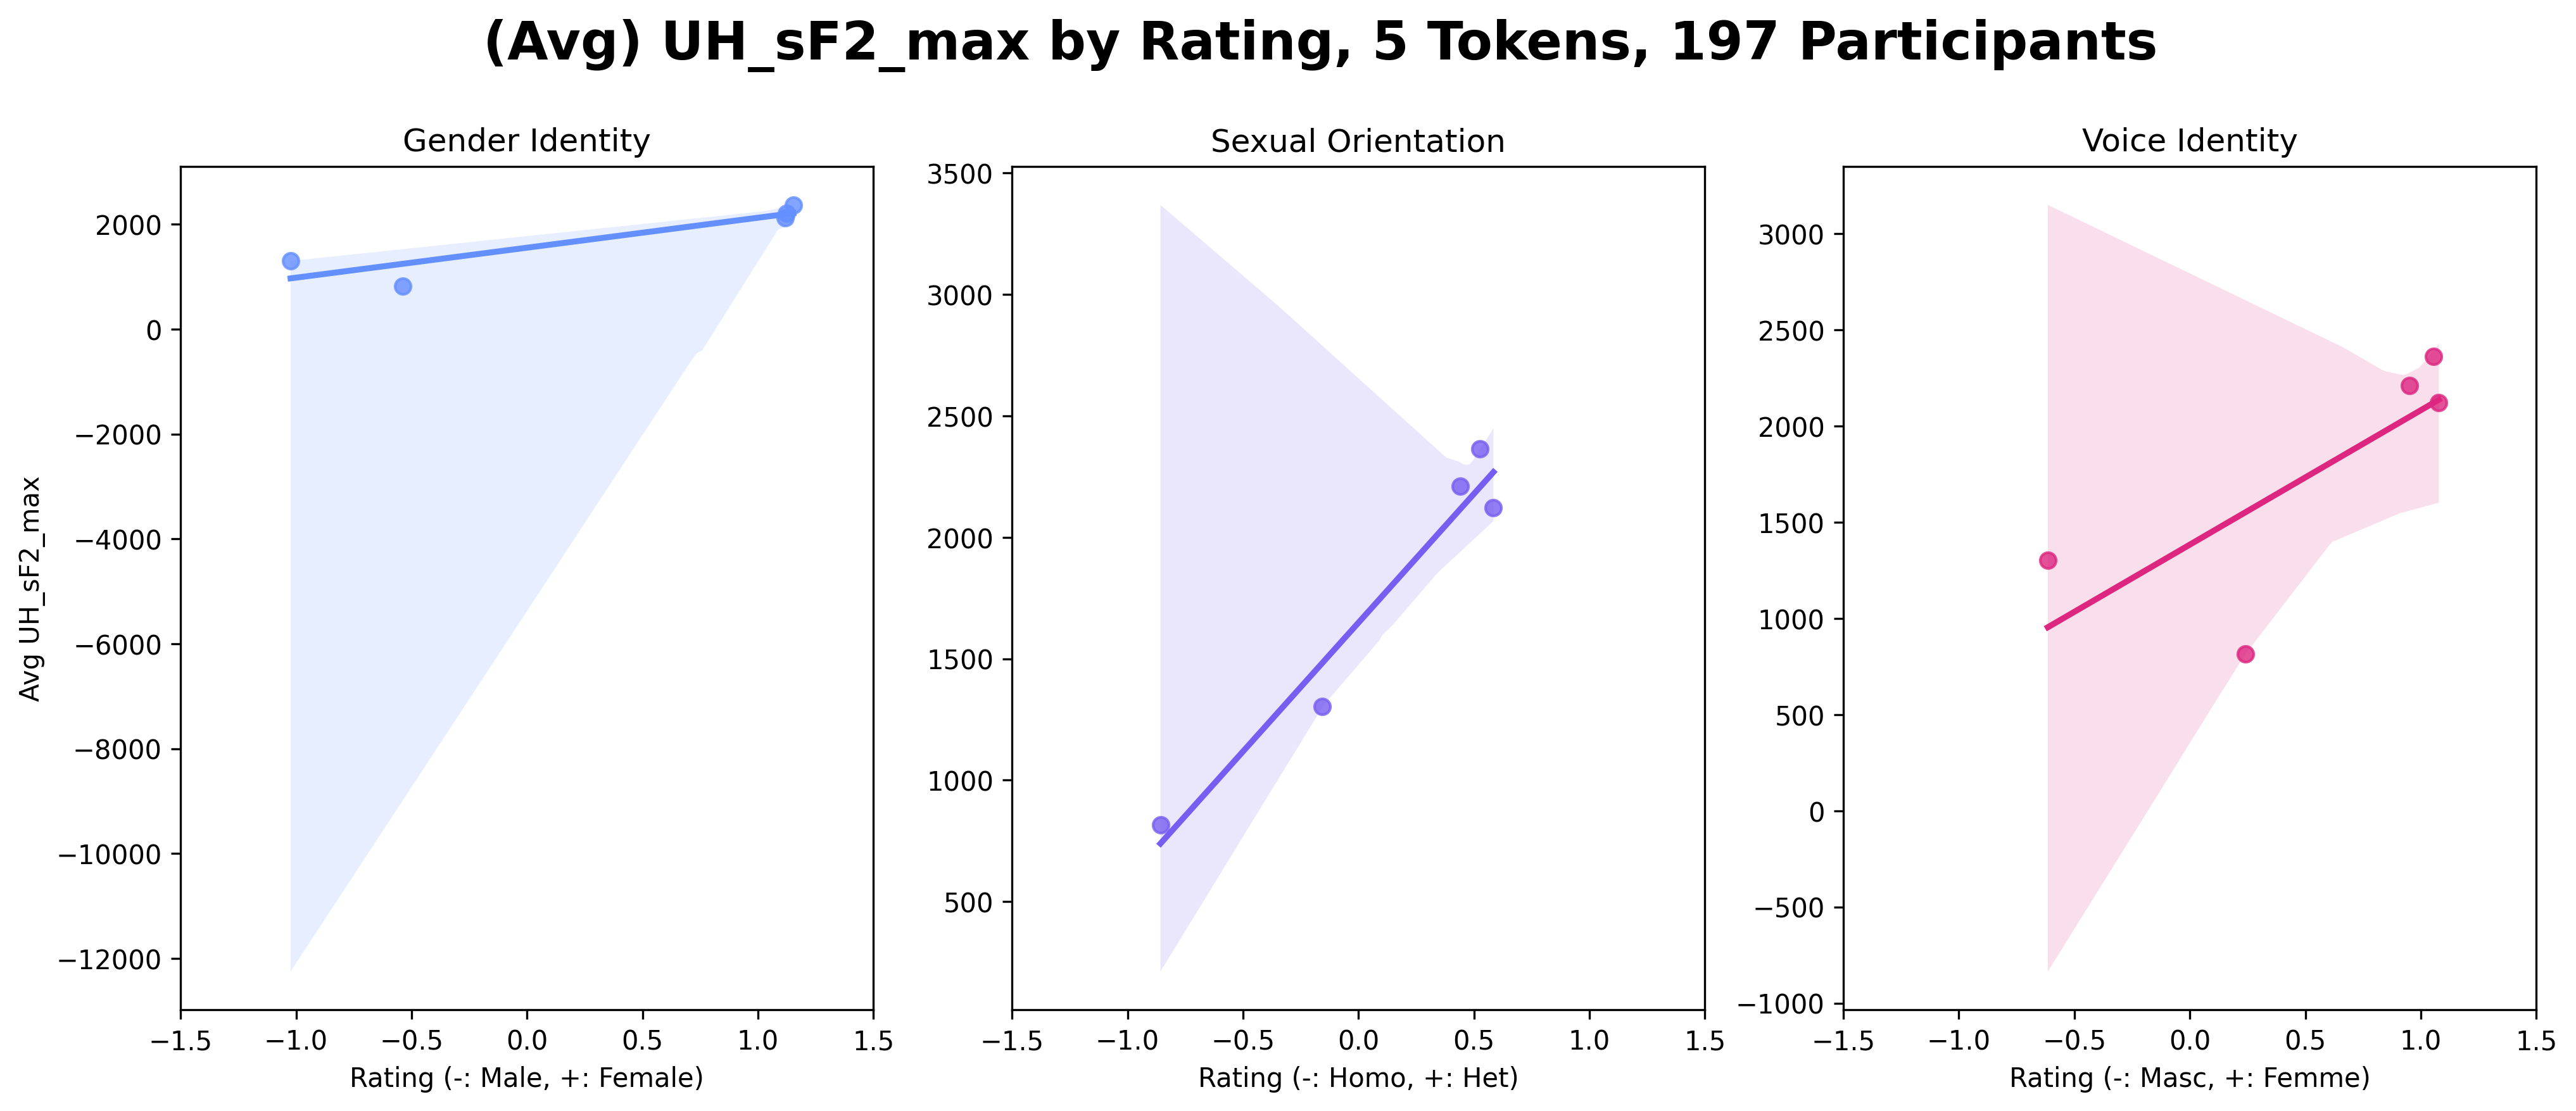 (Avg) UH_sF2_max by Rating, 5 Tokens, 197 Participants
Gender Identity
Avg UH_sF2_max
2000
0
−2000
−4000
−6000
−8000
−10000
−12000
−1.5 −1.0 −0.5 0.0 0.5 1.0 1.5
Rating (-: Male, +: Female)
Sexual Orientation
3500
3000
2500
2000
1500
1000
500
−1.5 −1.0 −0.5 0.0 0.5 1.0 1.5
Rating (-: Homo, +: Het)
Voice Identity
3000
2500
2000
1500
1000
500
0
−500
−1000
−1.5 −1.0 −0.5 0.0 0.5 1.0 1.5
Rating (-: Masc, +: Femme)